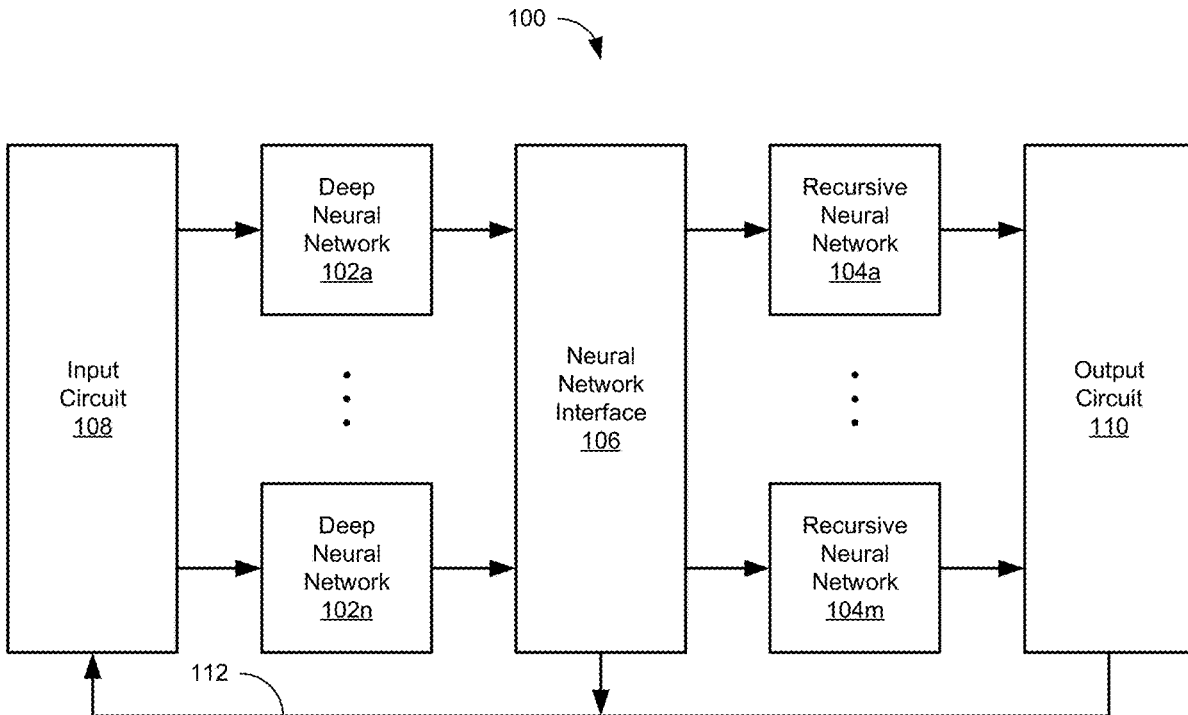 100
Deep
Neural
Network
102a
Recursive
Neural
Network
104a
Input
Circuit
108
Neural
Network
Interface
106
Output
Circuit
110
Deep
Neural
Network
102n
Recursive
Neural
Network
104m
112